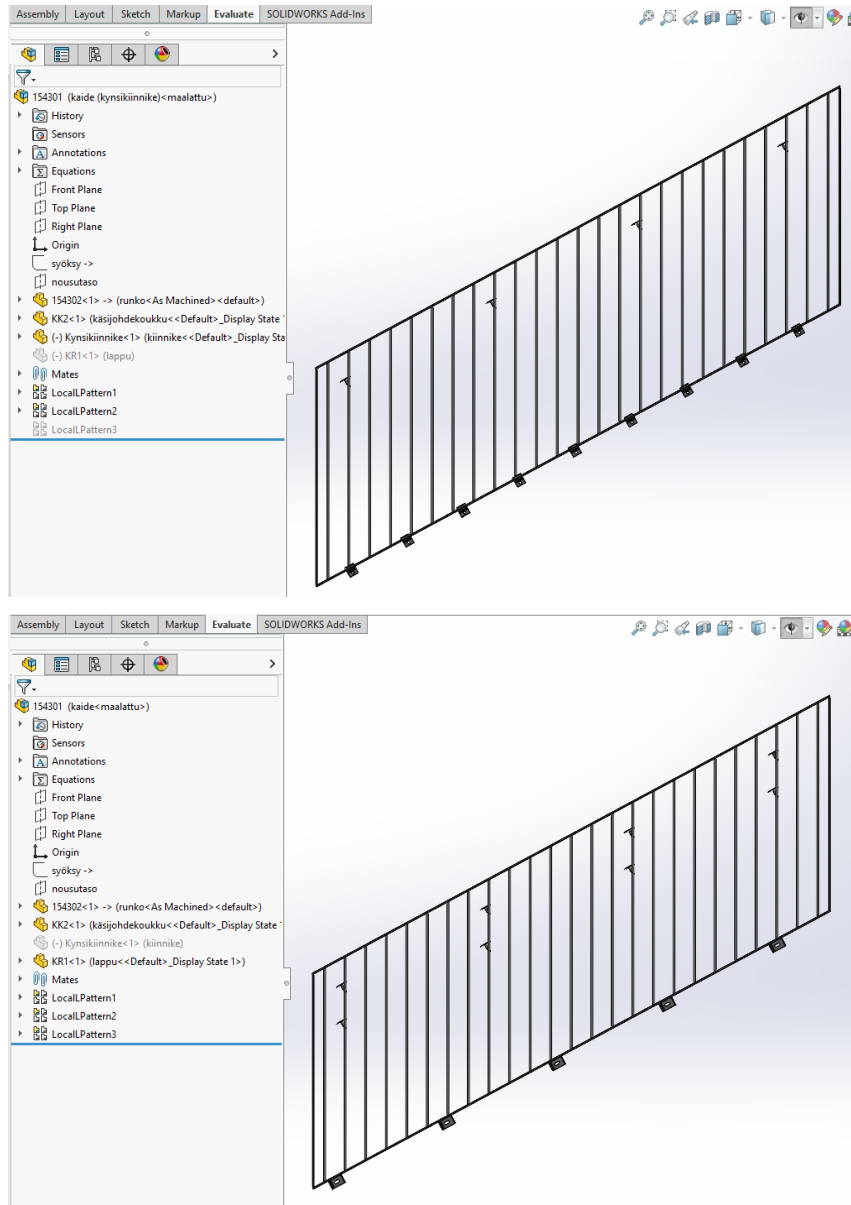 Assembly Layout Sketch Markup Evaluate SOLIDWORKS Add-Ins
154301 (kaide (kynsikiinnike)<maalattu>)
History
Sensors
Annotations
Equations
Front Plane
Top Plane
Right Plane
Origin
syöksy ->
nousutaso
154302<1> -> (runko<As Machined><default>)
KK2<1> (käsijohdekoukku<<Default>_Display State
(-) Kynsikiinnike<1> (kiinnike<<Default>_Display Sta
(-) KR1<1> (lappu)
Mates
LocalLPattern1
LocalLPattern2
LocalLPattern3
Assembly Layout Sketch Markup Evaluate SOLIDWORKS Add-Ins
154301 (kaide<maalattu>)
History
Sensors
Annotations
Equations
Front Plane
Top Plane
Right Plane
Origin
syöksy ->
nousutaso
154302<1> -> (runko<As Machined><default>)
KK2<1> (käsijohdekoukku<<Default>_Display State
(-) Kynsikiinnike<1> (kiinnike)
KR1<1> (lappu<<Default>_Display State 1>)
Mates
LocalLPattern1
LocalLPattern2
LocalLPattern3